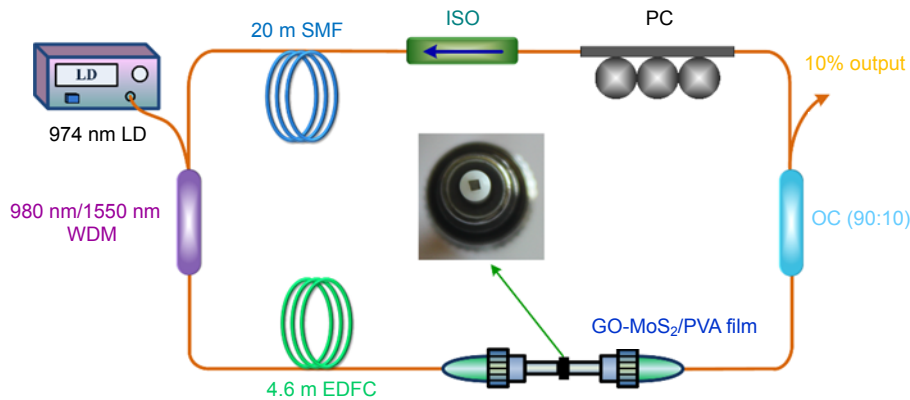 20 m SMF
ISO
PC
10% output
LD
974 nm LD
980 nm/1550 nm
WDM
OC (90:10)
GO-MoS₂/PVA film
4.6 m EDFC